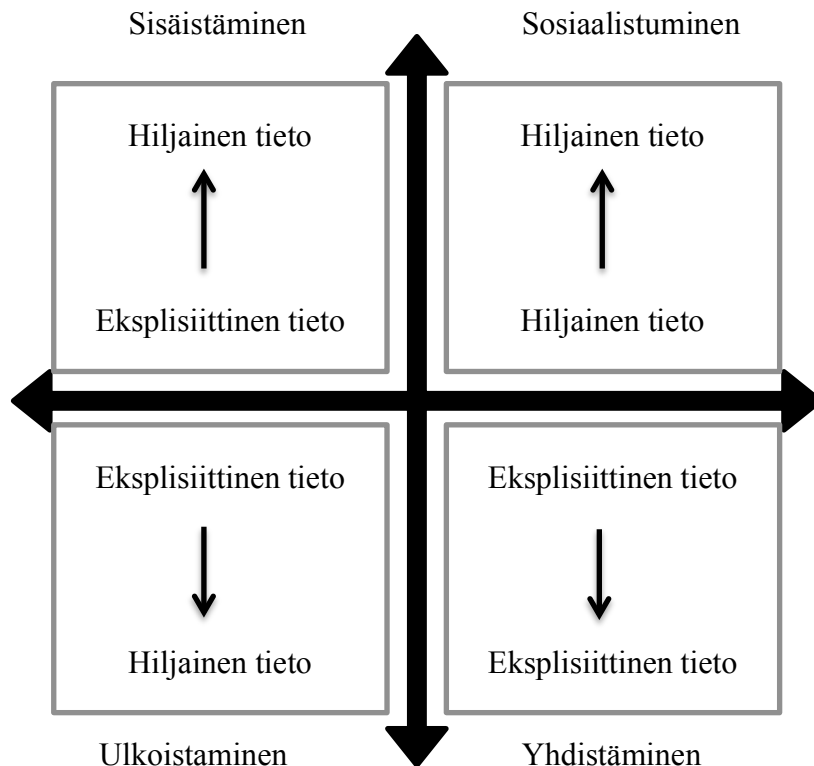 Sisäistäminen
Sosiaalistuminen
Hiljainen tieto
Hiljainen tieto
Eksplisiittinen tieto
Hiljainen tieto
Eksplisiittinen tieto
Eksplisiittinen tieto
Hiljainen tieto
Eksplisiittinen tieto
Ulkoistaminen
Yhdistäminen